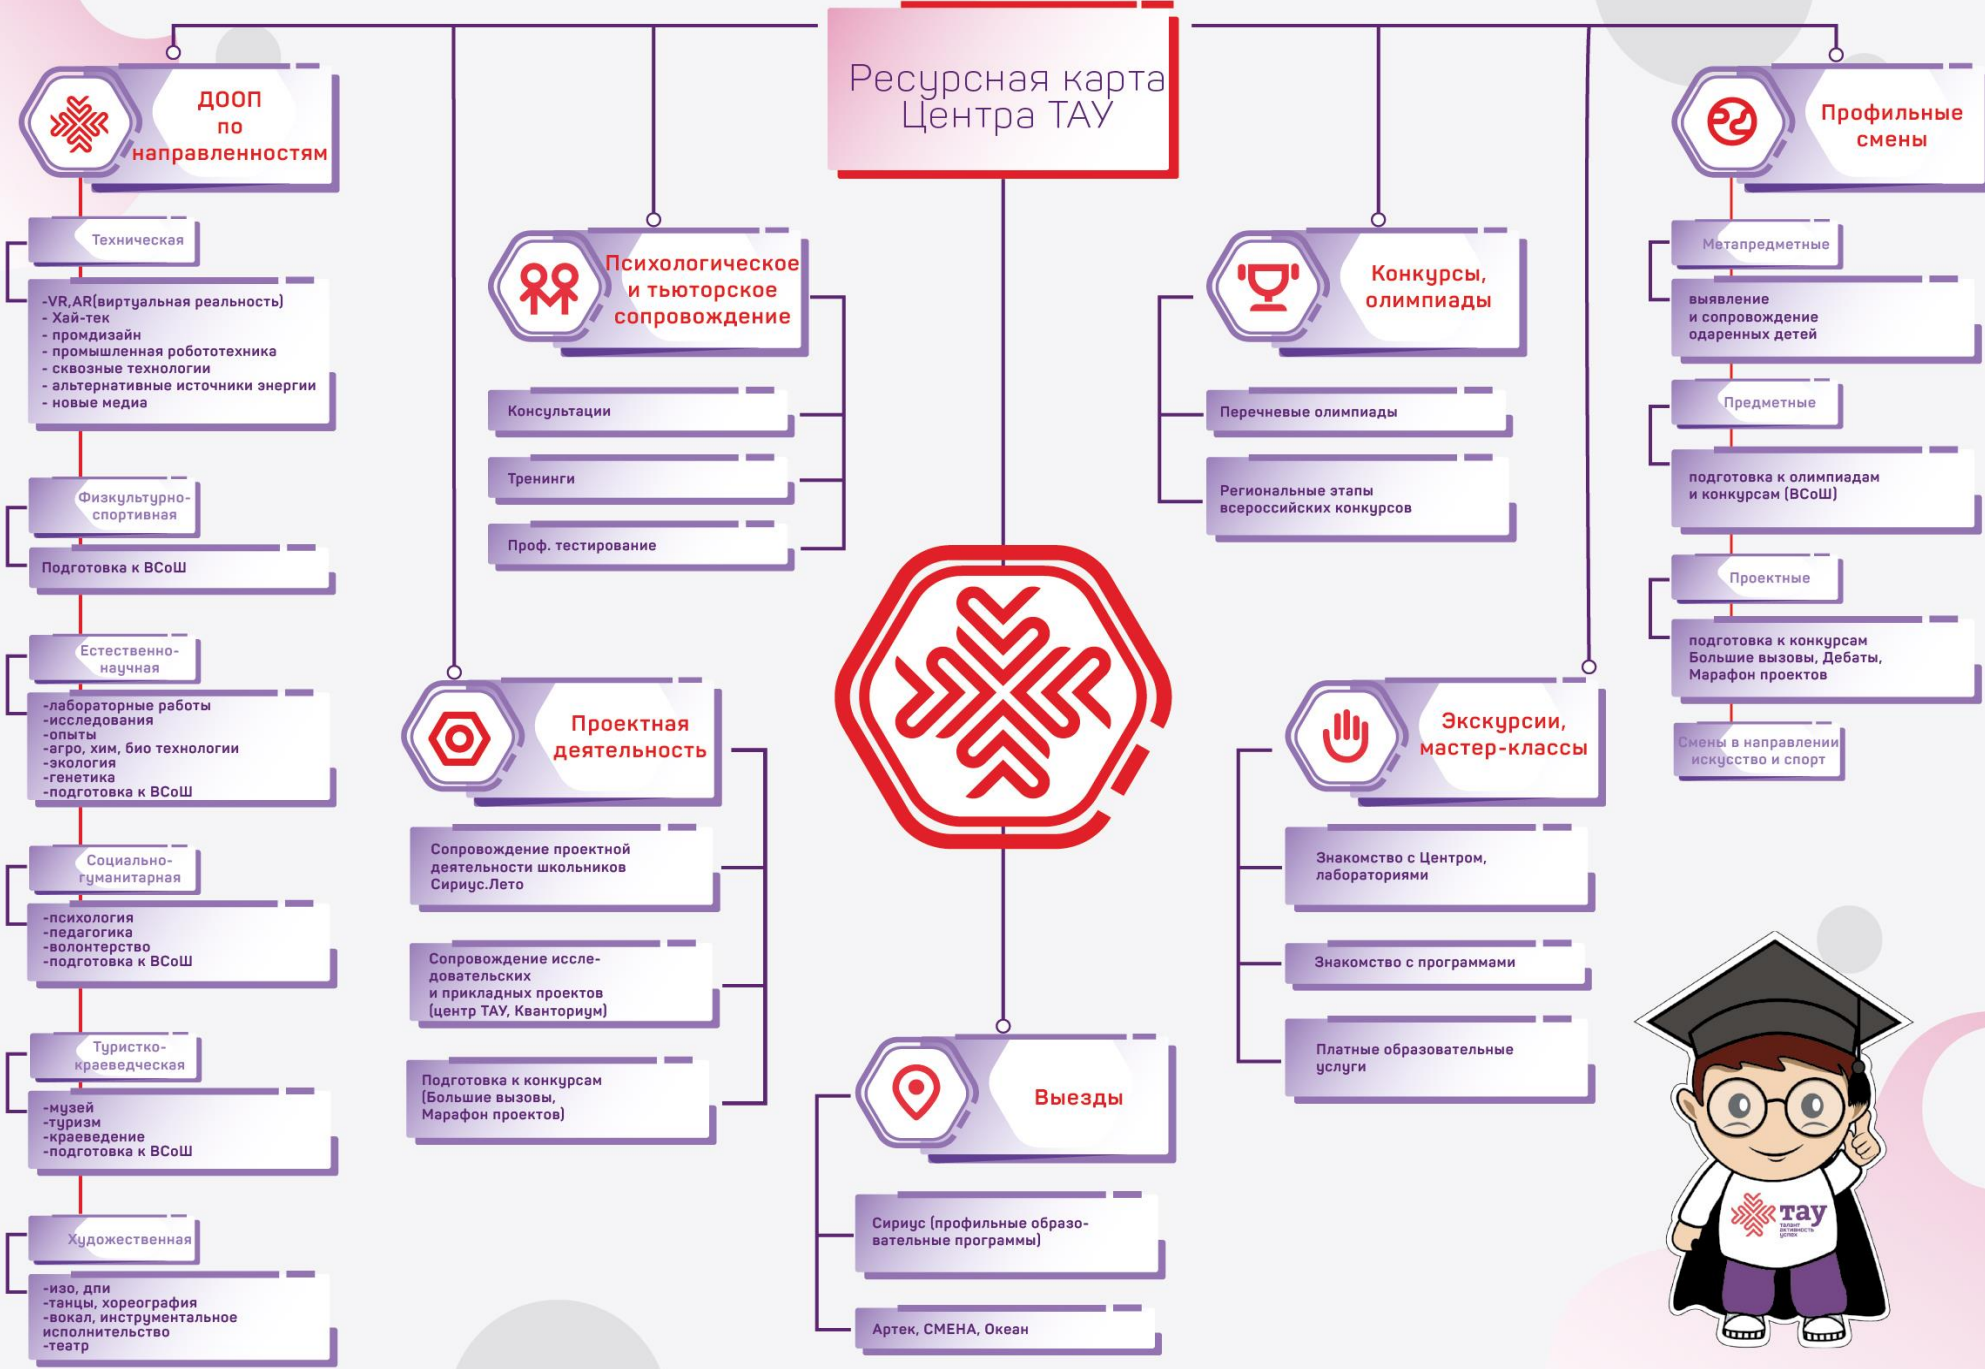 Ресурсная карта
Центра ТАУ
ДООП
по
направленностям
Техническая
-VR,AR(виртуальная реальность)
- Хай-тек
- промдизайн
- промышленная робототехника
- сквозные технологии
- альтернативные источники энергии
- новые медиа
Физкультурно-
спортивная
Подготовка к ВСоШ
Естественно-
научная
-лабораторные работы
-исследования
-опыты
-агро, хим, био технологии
-экология
-генетика
-подготовка к ВСоШ
Социально-
гуманитарная
-психология
-педагогика
-волонтерство
-подготовка к ВСоШ
Туристко-
краеведческая
-музей
-туризм
-краеведение
-подготовка к ВСоШ
Художественная
-изо, дпи
-танцы, хореография
-вокал, инструментальное
исполнительство
-театр
Психологическое
и тьюторское
сопровождение
Консультации
Тренинги
Проф. тестирование
Проектная
деятельность
Сопровождение проектной
деятельности школьников
Сириус.Лето
Сопровождение иссле-
довательских
и прикладных проектов
(центр ТАУ, Кванториум)
Подготовка к конкурсам
(Большие вызовы,
Марафон проектов)
Выезды
Сириус (профильные образо-
вательные программы)
Артек, СМЕНА, Океан
Конкурсы,
олимпиады
Перечневые олимпиады
Региональные этапы
всероссийских конкурсов
Экскурсии,
мастер-классы
Знакомство с Центром,
лабораториями
Знакомство с программами
Платные образовательные
услуги
Профильные
смены
Метапредметные
выявление
и сопровождение
одаренных детей
Предметные
подготовка к олимпиадам
и конкурсам (ВСоШ)
Проектные
подготовка к конкурсам
Большие вызовы, Дебаты,
Марафон проектов
Смены в направлении
искусство и спорт
тау
талант
активность
успех